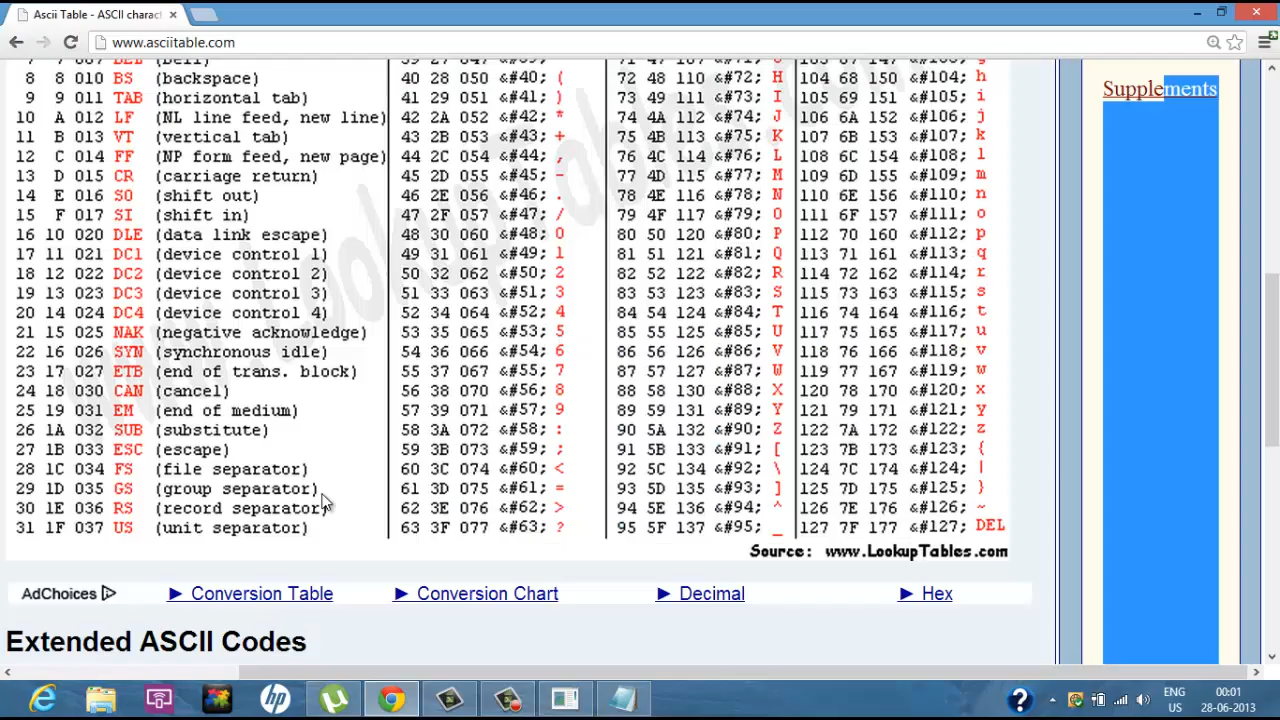 Ascii Table - ASCII charact
www.asciitable.com
8 8 010 BS (backspace) 40 28 050 &#40; ( 72 48 110 &#72; H 104 68 150 &#104; h
9 9 011 TAB (horizontal tab) 41 29 051 &#41; ) 73 49 111 &#73; I 105 69 151 &#105; i
10 A 012 LF (NL line feed, new line) 42 2A 052 &#42; * 74 4A 112 &#74; J 106 6A 152 &#106; j
11 B 013 VT (vertical tab) 43 2B 053 &#43; + 75 4B 113 &#75; K 107 6B 153 &#107; k
12 C 014 FF (NP form feed, new page) 44 2C 054 &#44; , 76 4C 114 &#76; L 108 6C 154 &#108; l
13 D 015 CR (carriage return) 45 2D 055 &#45; - 77 4D 115 &#77; M 109 6D 155 &#109; m
14 E 016 SO (shift out) 46 2E 056 &#46; . 78 4E 116 &#78; N 110 6E 156 &#110; n
15 F 017 SI (shift in) 47 2F 057 &#47; / 79 4F 117 &#79; O 111 6F 157 &#111; o
16 10 020 DLE (data link escape) 48 30 060 &#48; 0 80 50 120 &#80; P 112 70 160 &#112; p
17 11 021 DC1 (device control 1) 49 31 061 &#49; 1 81 51 121 &#81; Q 113 71 161 &#113; q
18 12 022 DC2 (device control 2) 50 32 062 &#50; 2 82 52 122 &#82; R 114 72 162 &#114; r
19 13 023 DC3 (device control 3) 51 33 063 &#51; 3 83 53 123 &#83; S 115 73 163 &#115; s
20 14 024 DC4 (device control 4) 52 34 064 &#52; 4 84 54 124 &#84; T 116 74 164 &#116; t
21 15 025 NAK (negative acknowledge) 53 35 065 &#53; 5 85 55 125 &#85; U 117 75 165 &#117; u
22 16 026 SYN (synchronous idle) 54 36 066 &#54; 6 86 56 126 &#86; V 118 76 166 &#118; v
23 17 027 ETB (end of trans. block) 55 37 067 &#55; 7 87 57 127 &#87; W 119 77 167 &#119; w
24 18 030 CAN (cancel) 56 38 070 &#56; 8 88 58 130 &#88; X 120 78 170 &#120; x
25 19 031 EM (end of medium) 57 39 071 &#57; 9 89 59 131 &#89; Y 121 79 171 &#121; y
26 1A 032 SUB (substitute) 58 3A 072 &#58; : 90 5A 132 &#90; Z 122 7A 172 &#122; z
27 1B 033 ESC (escape) 59 3B 073 &#59; ; 91 5B 133 &#91; [ 123 7B 173 &#123; {
28 1C 034 FS (file separator) 60 3C 074 &#60; < 92 5C 134 &#92; \ 124 7C 174 &#124; |
29 1D 035 GS (group separator) 61 3D 075 &#61; = 93 5D 135 &#93; ] 125 7D 175 &#125; }
30 1E 036 RS (record separator) 62 3E 076 &#62; > 94 5E 136 &#94; ^ 126 7E 176 &#126; ~
31 1F 037 US (unit separator) 63 3F 077 &#63; ? 95 5F 137 &#95; _ 127 7F 177 &#127; DEL
Source: www.LookupTables.com
Supplements
AdChoices ► Conversion Table ► Conversion Chart ► Decimal ► Hex
Extended ASCII Codes
ENG 00:01
US 28-06-2013